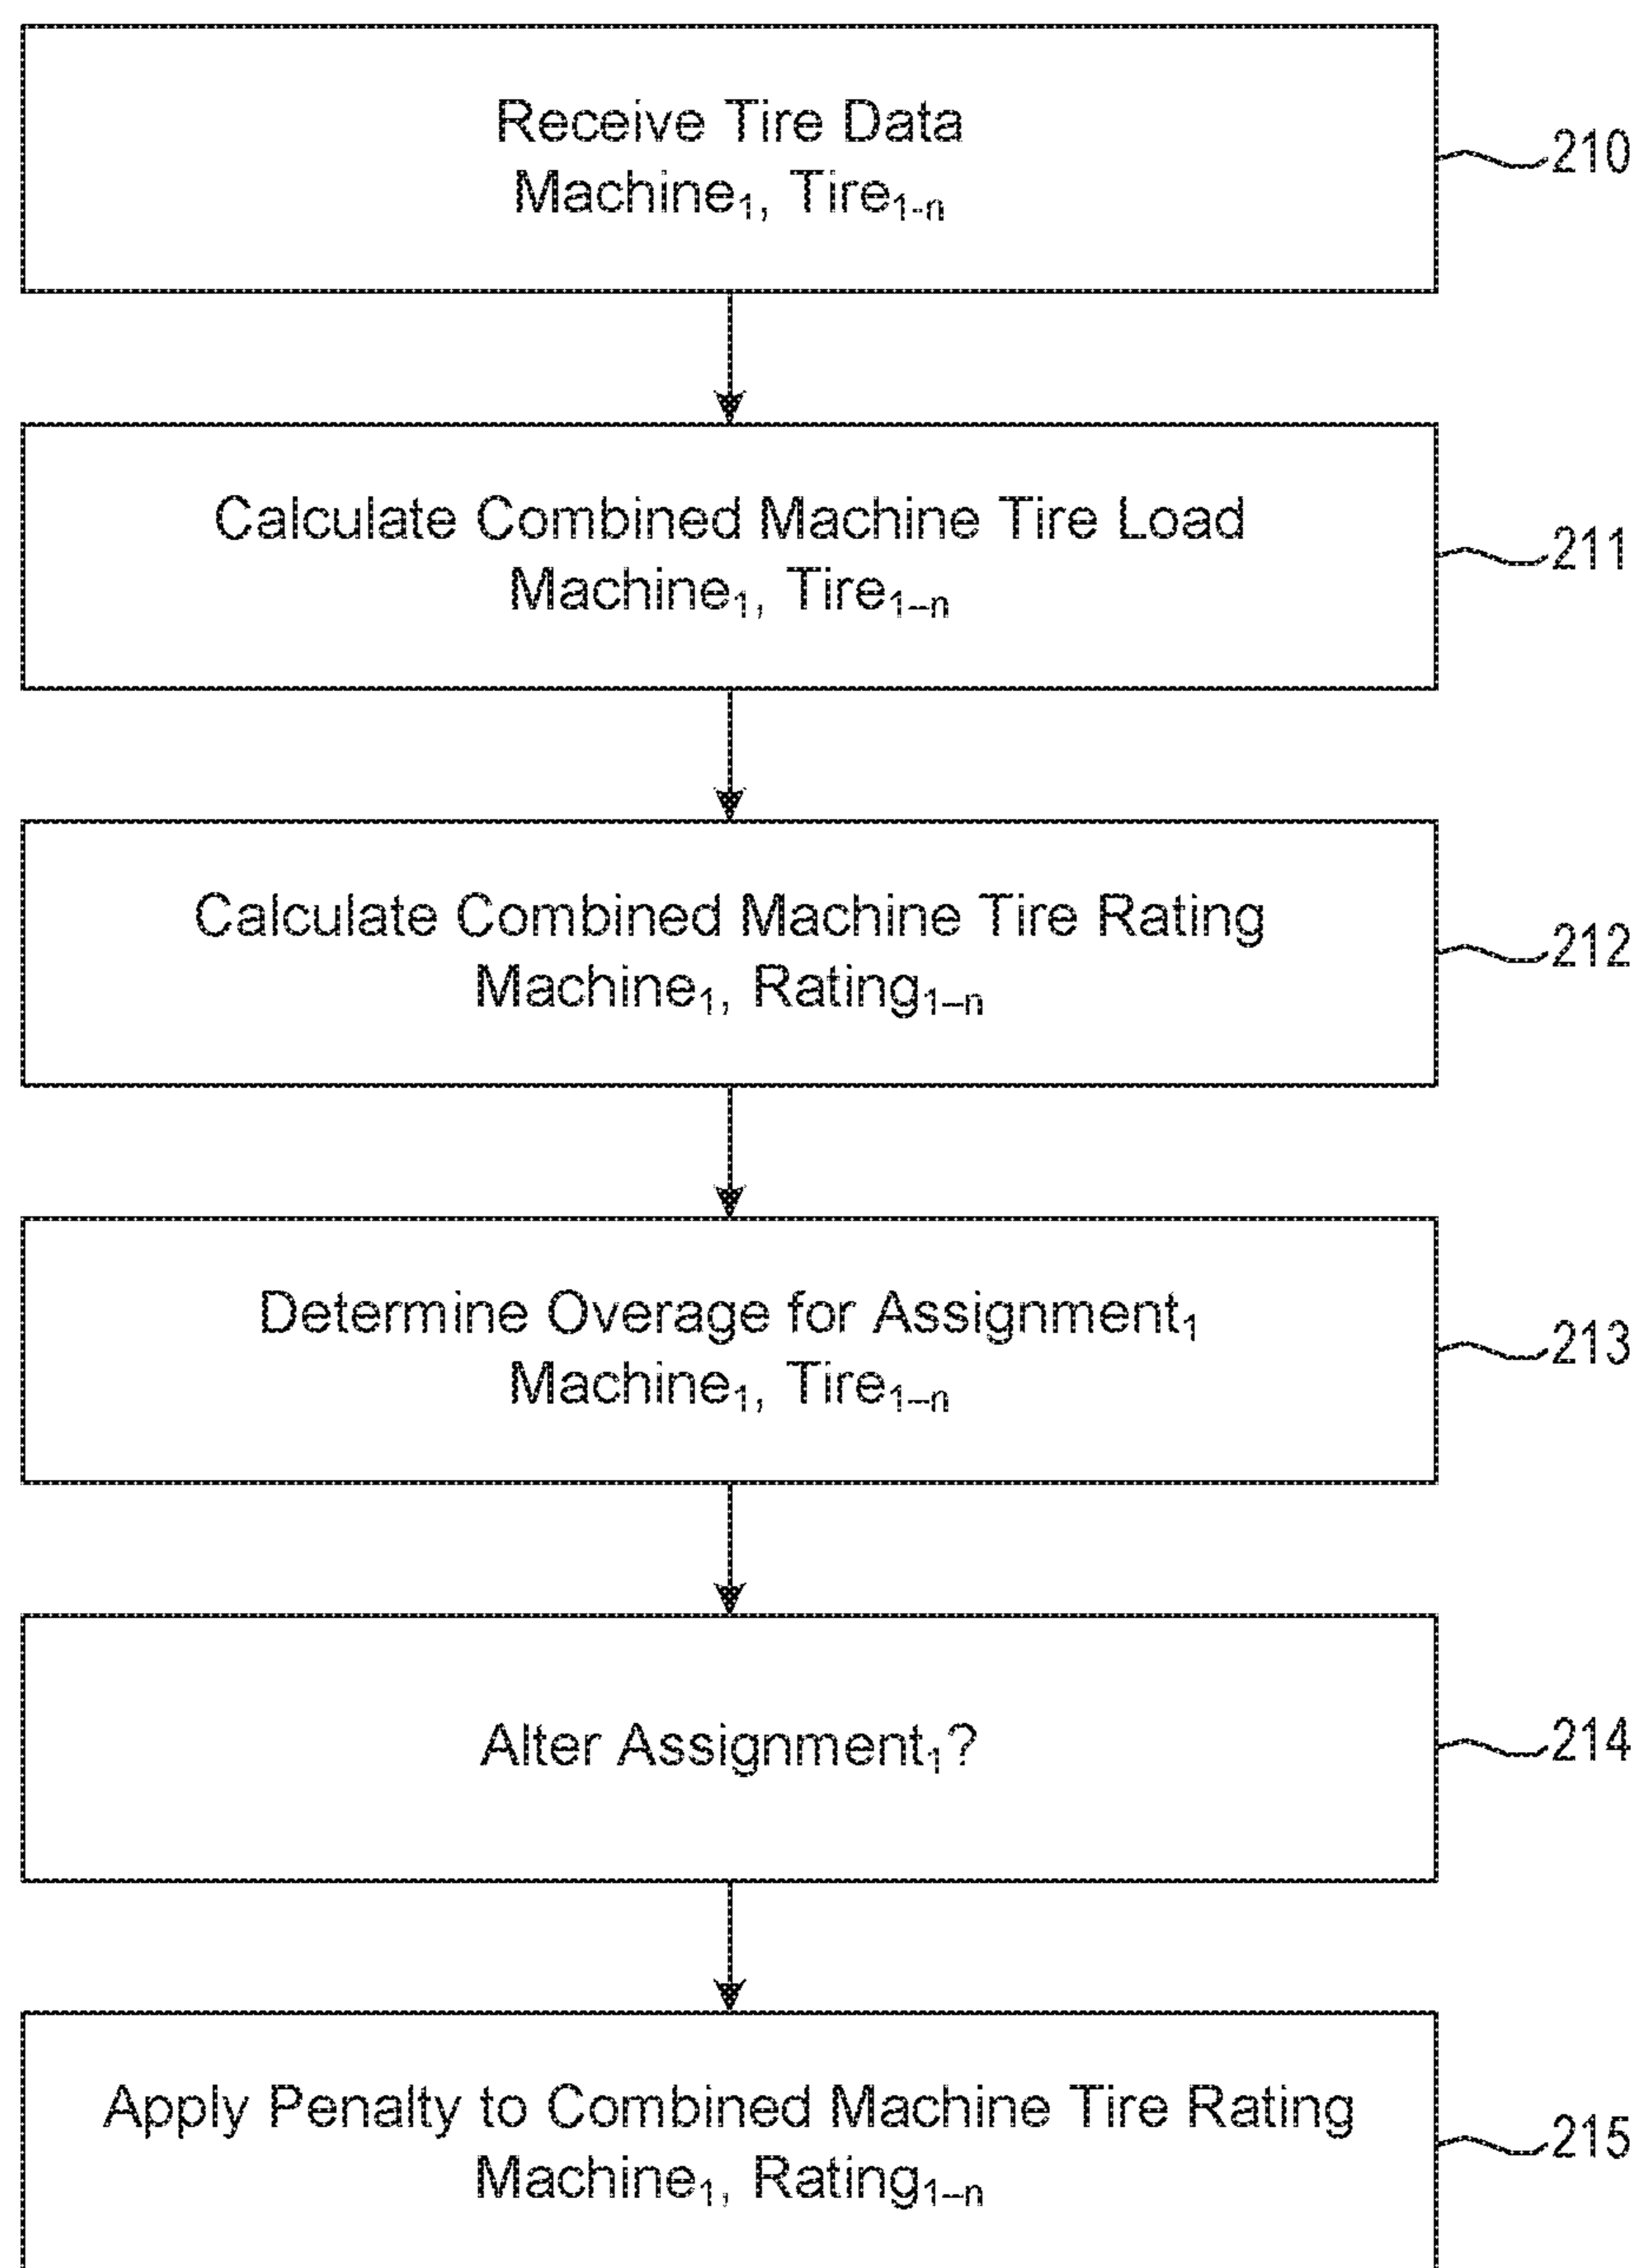 Receive Tire Data
Machine₁, Tire₁₋ₙ
210
Calculate Combined Machine Tire Load
Machine₁, Tire₁₋ₙ
211
Calculate Combined Machine Tire Rating
Machine₁, Rating₁₋ₙ
212
Determine Overage for Assignment₁
Machine₁, Tire₁₋ₙ
213
Alter Assignment₁?
214
Apply Penalty to Combined Machine Tire Rating
Machine₁, Rating₁₋ₙ
215